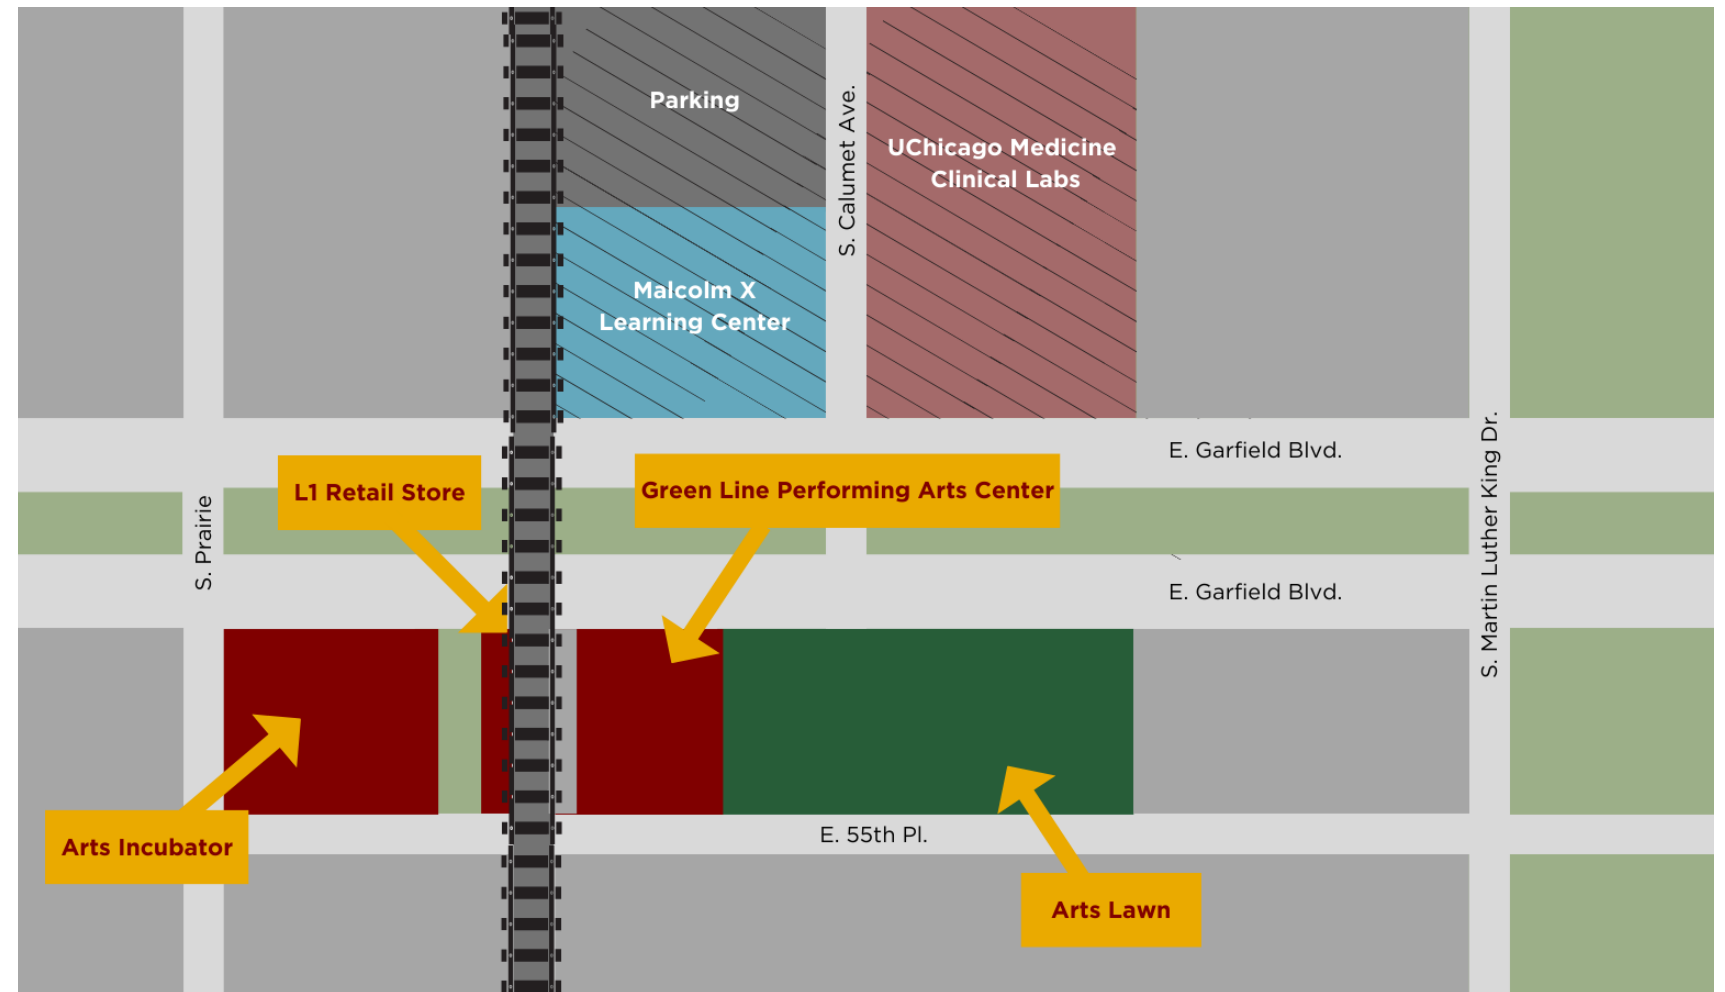 Parking
UChicago Medicine
Clinical Labs
S. Calumet Ave.
Malcolm X
Learning Center
E. Garfield Blvd.
L1 Retail Store
Green Line Performing Arts Center
S. Prairie
S. Martin Luther King Dr.
E. Garfield Blvd.
Arts Incubator
E. 55th Pl.
Arts Lawn